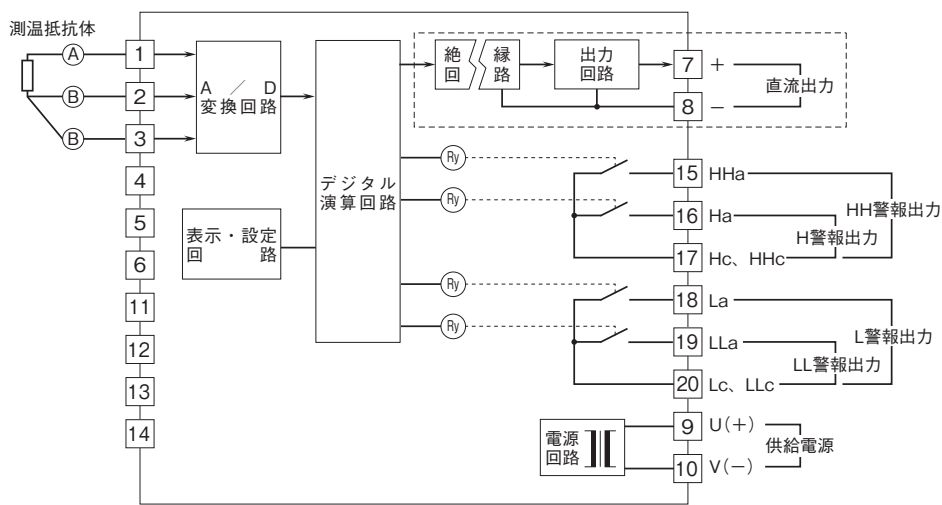 測温抵抗体
A
B
B
1
2
3
4
5
6
11
12
13
14
A ／ D
変換回路
表示・設定
回 路
デジタル
演算回路
絶 縁
回 路
出力
回路
7 +
8 −
直流出力
Ry
Ry
Ry
Ry
15 HHa
16 Ha
17 Hc、HHc
H警報出力
HH警報出力
18 La
19 LLa
20 Lc、LLc
LL警報出力
L警報出力
電源
回路
9 U(+)
10 V(−)
供給電源